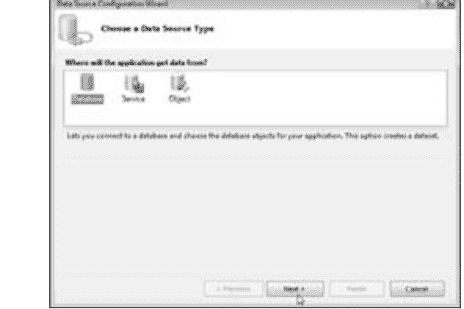 Data Source Configuration Wizard
Choose a Data Source Type
Where will the application get data from?
Database Service Object
Lets you connect to a database and choose the database objects for your application. This option creates a dataset.
< Previous Next > Finish Cancel